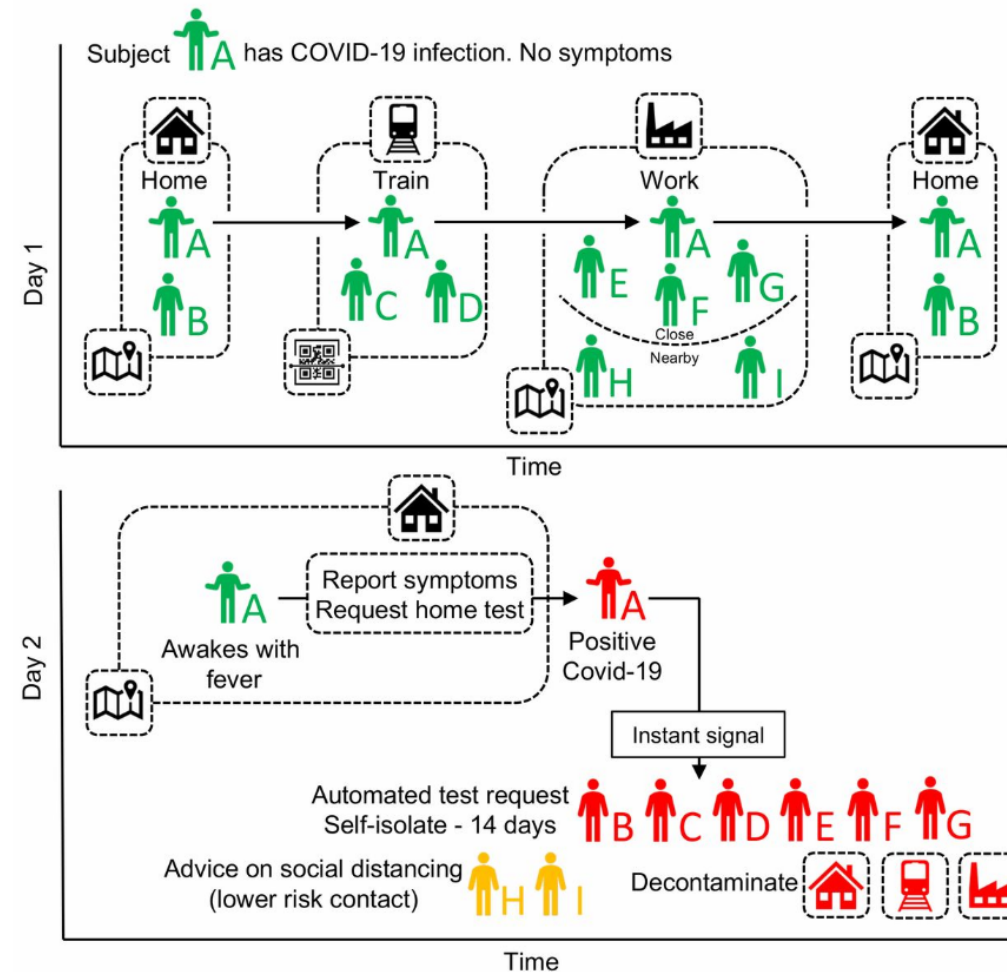 Subject A has COVID-19 infection. No symptoms
Home
Train
Work
Home
A
A
A
A
B
C
D
E
F
G
B
Close
Nearby
H
I
Day 1
Time
A
Report symptoms
Request home test
A
Awakes with
fever
Positive
Covid-19
Instant signal
Automated test request
Self-isolate - 14 days
B C D E F G
Advice on social distancing
(lower risk contact)
H I
Decontaminate
Day 2
Time